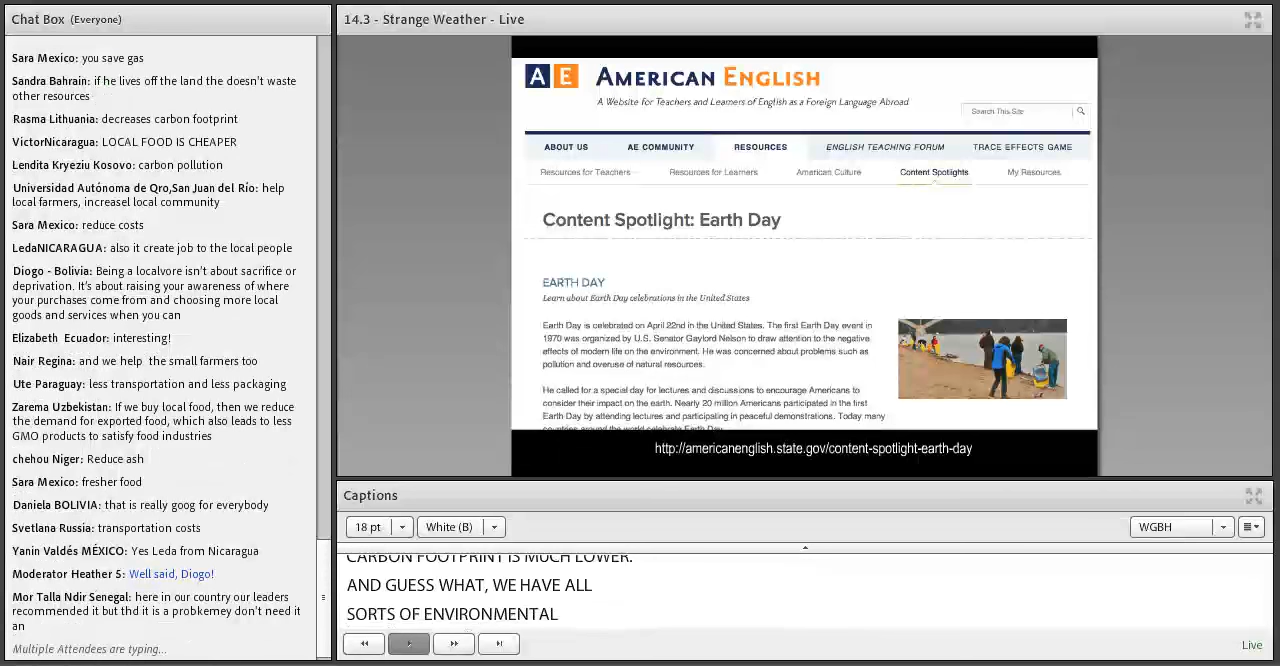 Chat Box (Everyone)
Sara Mexico: you save gas
Sandra Bahrain: if he lives off the land the doesn't waste
other resources
Rasma Lithuania: decreases carbon footprint
VictorNicaragua: LOCAL FOOD IS CHEAPER
Lendita Kryeziu Kosovo: carbon pollution
Universidad Autónoma de Qro,San Juan del Río: help
local farmers, increasel local community
Sara Mexico: reduce costs
LedaNICARAGUA: also it create job to the local people
Diogo - Bolivia: Being a localvore isn't about sacrifice or
deprivation. It's about raising your awareness of where
your purchases come from and choosing more local
goods and services when you can
Elizabeth Ecuador: interesting!
Nair Regina: and we help the small farmers too
Ute Paraguay: less transportation and less packaging
Zarema Uzbekistan: If we buy local food, then we reduce
the demand for exported food, which also leads to less
GMO products to satisfy food industries
chehou Niger: Reduce ash
Sara Mexico: fresher food
Daniela BOLIVIA: that is really goog for everybody
Svetlana Russia: transportation costs
Yanin Valdés MÉXICO: Yes Leda from Nicaragua
Moderator Heather 5: Well said, Diogo!
Mor Talla Ndir Senegal: here in our country our leaders
recommended it but thd it is a probkemey don't need it
an
Multiple Attendees are typing...
14.3 - Strange Weather - Live
A E AMERICAN ENGLISH
A Website for Teachers and Learners of English as a Foreign Language Abroad
Search This Site
ABOUT US AE COMMUNITY RESOURCES ENGLISH TEACHING FORUM TRACE EFFECTS GAME
Resources for Teachers Resources for Learners American Culture Content Spotlights My Resources
Content Spotlight: Earth Day
EARTH DAY
Learn about Earth Day celebrations in the United States
Earth Day is celebrated on April 22nd in the United States. The first Earth Day event in
1970 was organized by U.S. Senator Gaylord Nelson to draw attention to the negative
effects of modern life on the environment. He was concerned about problems such as
pollution and overuse of natural resources.
He called for a special day for lectures and discussions to encourage Americans to
consider their impact on the earth. Nearly 20 million Americans participated in the first
Earth Day by attending lectures and participating in peaceful demonstrations. Today many
countries around the world celebrate Earth Day.
http://americanenglish.state.gov/content-spotlight-earth-day
Captions
18 pt White (B) WGBH
CARBON FOOTPRINT IS MUCH LOWER.
AND GUESS WHAT, WE HAVE ALL
SORTS OF ENVIRONMENTAL
Live